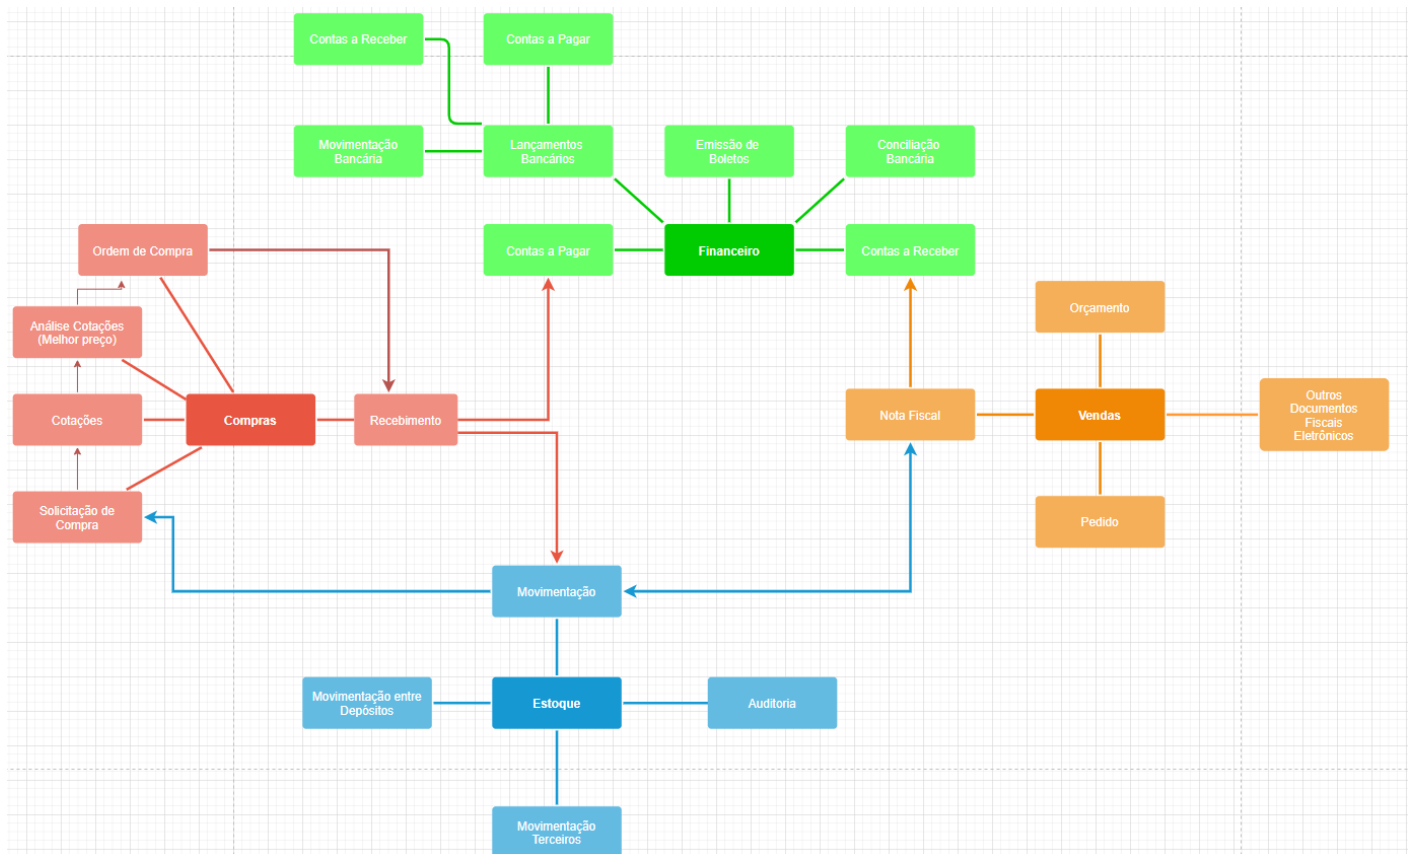 Contas a Receber
Contas a Pagar
Movimentação
Bancária
Lançamentos
Bancários
Emissão de
Boletos
Conciliação
Bancária
Ordem de Compra
Contas a Pagar
Financeiro
Contas a Receber
Análise Cotações
(Melhor preço)
Orçamento
Cotações
Compras
Recebimento
Nota Fiscal
Vendas
Outros
Documentos
Fiscais
Eletrônicos
Solicitação de
Compra
Pedido
Movimentação
Movimentação entre
Depósitos
Estoque
Auditoria
Movimentação
Terceiros